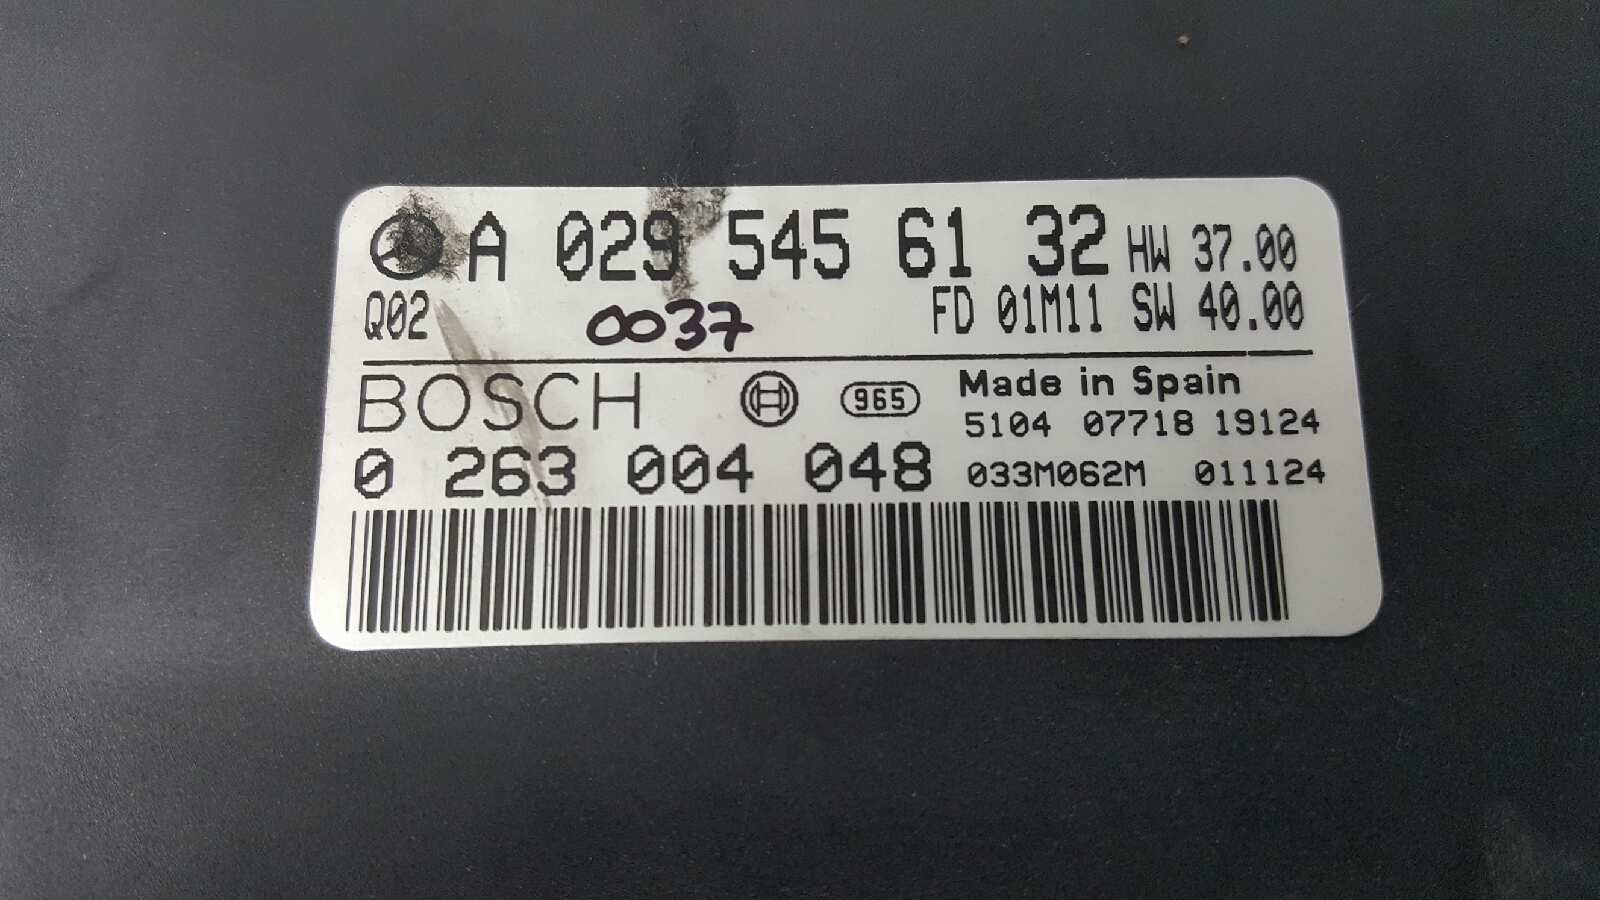 A 029 545 61 32 HW 37.00
Q02 0037 FD 01M11 SW 40.00
BOSCH 965 Made in Spain
5104 07718 19124
0 263 004 048 033M062M 011124